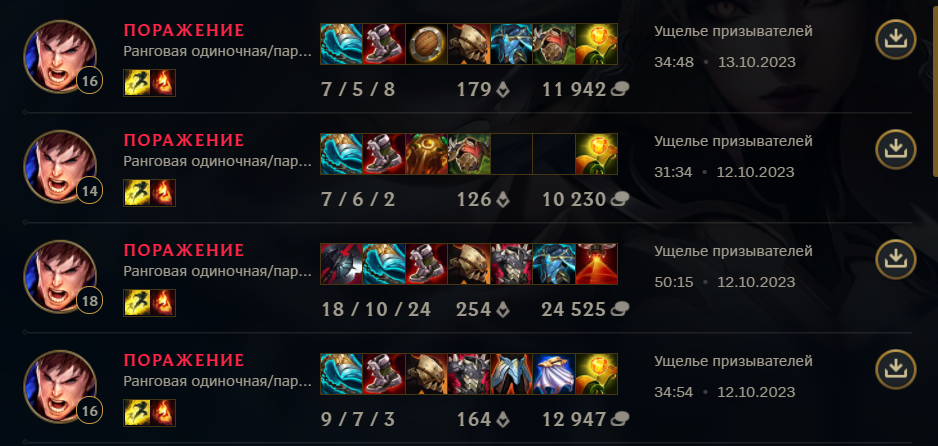 ПОРАЖЕНИЕ
Ранговая одиночная/пар...
16
7 / 5 / 8
179
11 942
Ущелье призывателей
34:48 • 13.10.2023
ПОРАЖЕНИЕ
Ранговая одиночная/пар...
14
7 / 6 / 2
126
10 230
Ущелье призывателей
31:34 • 12.10.2023
ПОРАЖЕНИЕ
Ранговая одиночная/пар...
18
18 / 10 / 24
254
24 525
Ущелье призывателей
50:15 • 12.10.2023
ПОРАЖЕНИЕ
Ранговая одиночная/пар...
16
9 / 7 / 3
164
12 947
Ущелье призывателей
34:54 • 12.10.2023